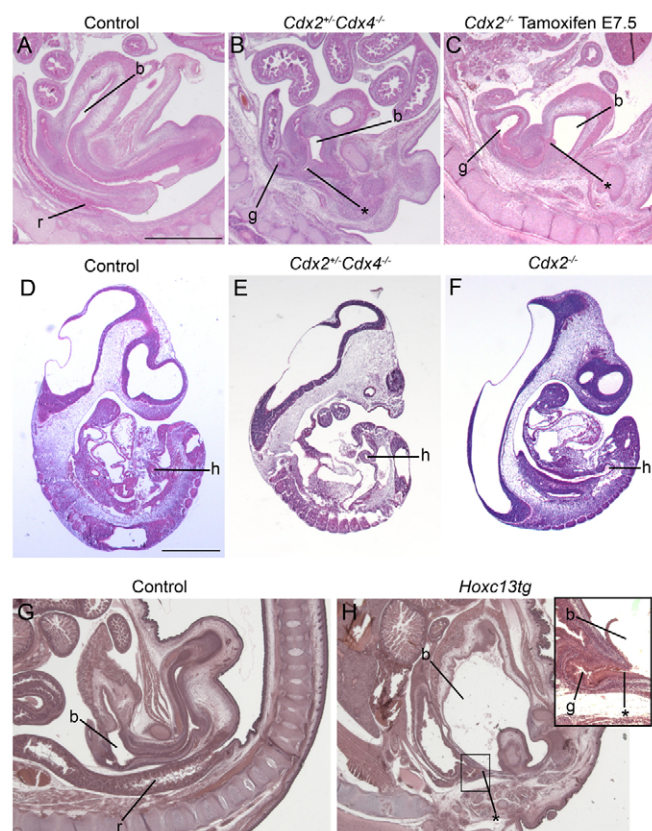 Control
Cdx2+/-Cdx4-/-
Cdx2-/- Tamoxifen E7.5
A
b
r
B
b
g
*
C
b
g
*
Control
Cdx2+/-Cdx4-/-
Cdx2-/-
D
h
E
h
F
h
Control
Hoxc13tg
G
b
r
H
b
*
b
g
*